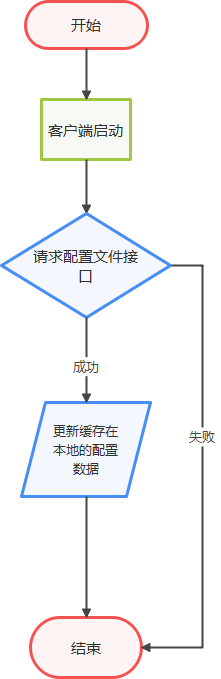 开始
客户端启动
请求配置文件接
口
成功
更新缓存在
本地的配置
数据
失败
结束